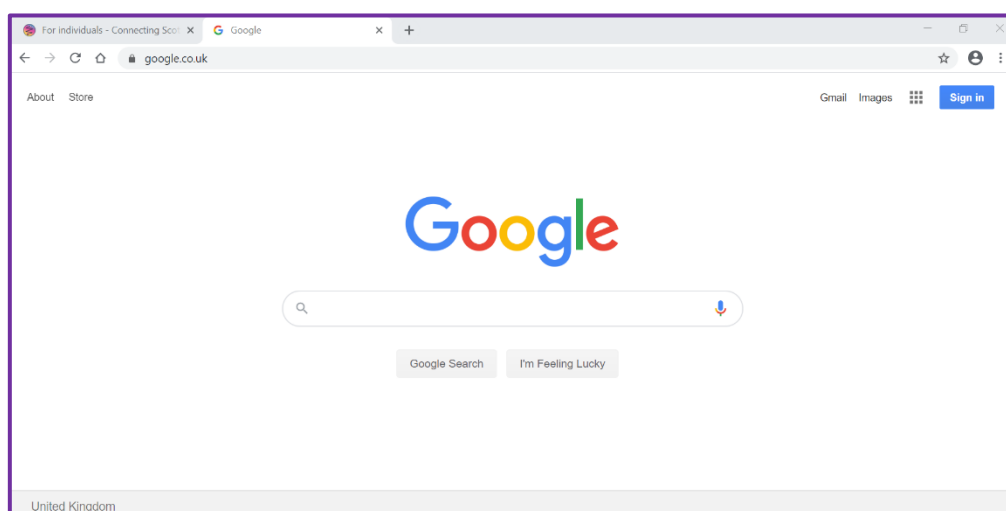 For individuals - Connecting Scot
Google
google.co.uk
About Store
Gmail Images Sign in
Google
Google Search I'm Feeling Lucky
United Kingdom